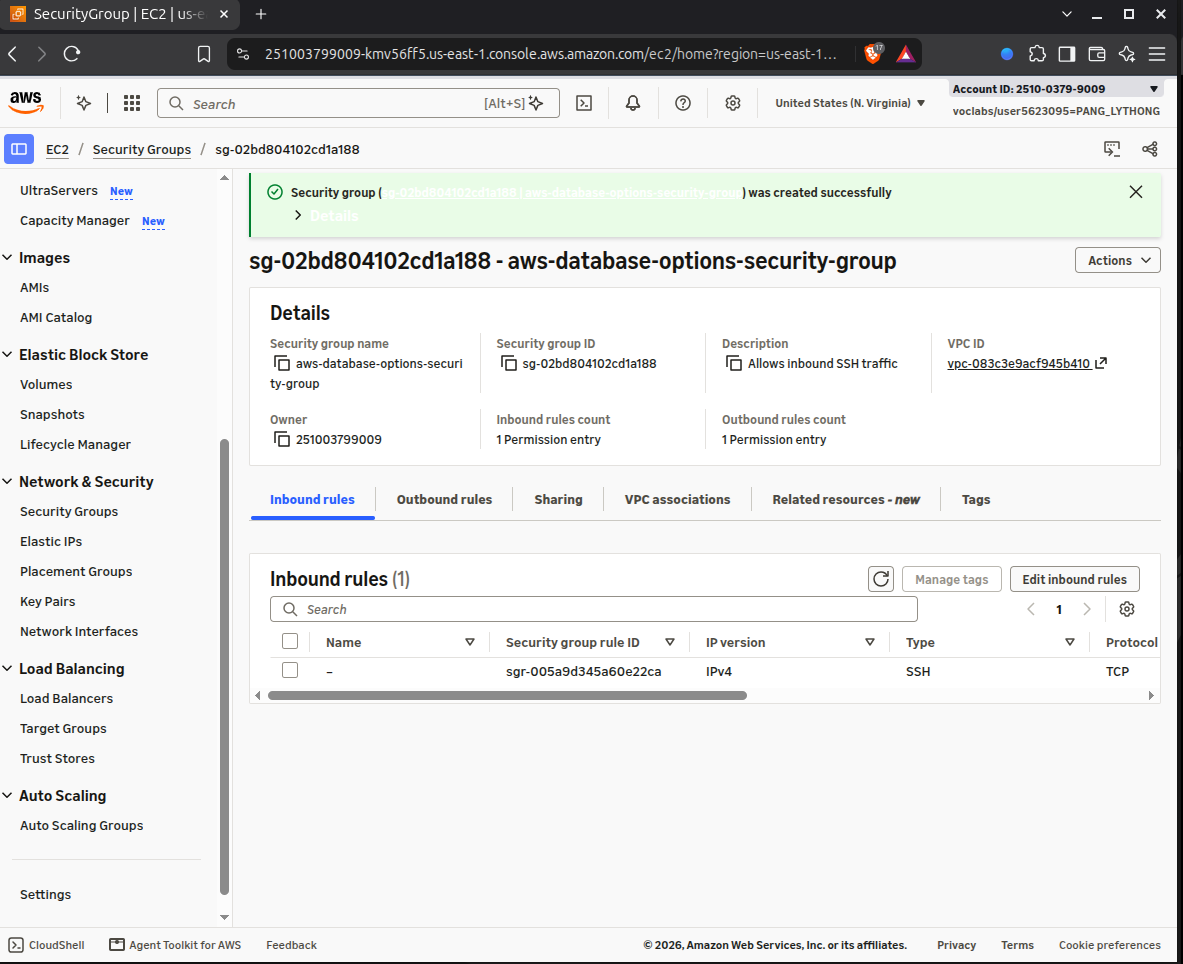 SecurityGroup | EC2 | us-e
251003799009-kmv56ff5.us-east-1.console.aws.amazon.com/ec2/home?region=us-east-1...
17
aws
Search
[Alt+S]
United States (N. Virginia)
Account ID: 2510-0379-9009
voclabs/user5623095=PANG_LYTHONG
EC2 / Security Groups / sg-02bd804102cd1a188
UltraServers New
Capacity Manager New
Images
AMIs
AMI Catalog
Elastic Block Store
Volumes
Snapshots
Lifecycle Manager
Network & Security
Security Groups
Elastic IPs
Placement Groups
Key Pairs
Network Interfaces
Load Balancing
Load Balancers
Target Groups
Trust Stores
Auto Scaling
Auto Scaling Groups
Settings
Security group (sg-02bd804102cd1a188 | aws-database-options-security-group) was created successfully
Details
sg-02bd804102cd1a188 - aws-database-options-security-group
Actions
Details
Security group name
aws-database-options-securi
ty-group
Security group ID
sg-02bd804102cd1a188
Description
Allows inbound SSH traffic
VPC ID
vpc-083c3e9acf945b410
Owner
251003799009
Inbound rules count
1 Permission entry
Outbound rules count
1 Permission entry
Inbound rules
Outbound rules
Sharing
VPC associations
Related resources - new
Tags
Inbound rules (1)
Manage tags
Edit inbound rules
Search
1
Name Security group rule ID IP version Type Protocol
– sgr-005a9d345a60e22ca IPv4 SSH TCP
CloudShell
Agent Toolkit for AWS
Feedback
© 2026, Amazon Web Services, Inc. or its affiliates.
Privacy
Terms
Cookie preferences